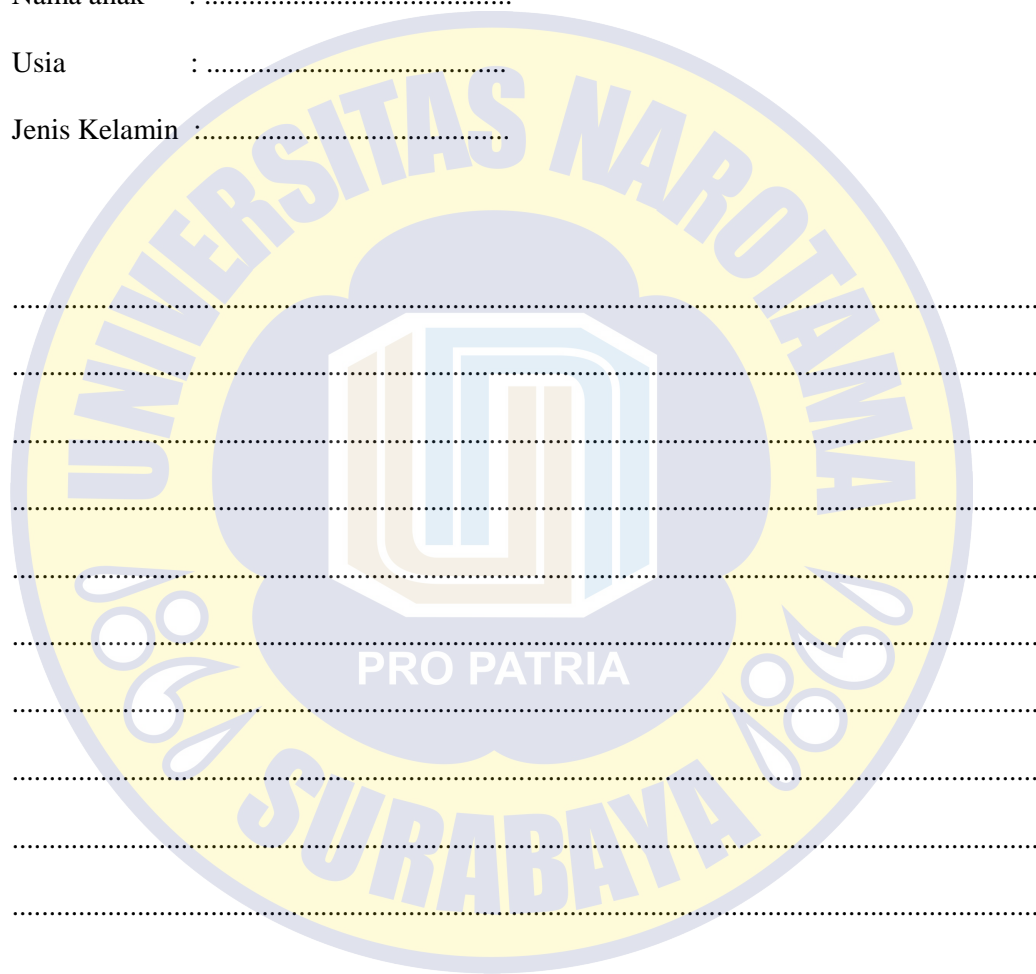 Nama anak : ..........................................
Usia : .........................................
Jenis Kelamin :..........................................
..........................................................................................................................................
..........................................................................................................................................
..........................................................................................................................................
..........................................................................................................................................
..........................................................................................................................................
..........................................................................................................................................
..........................................................................................................................................
..........................................................................................................................................
..........................................................................................................................................
..........................................................................................................................................
UNIVERSITAS NAROTAMA
PRO PATRIA
SURABAYA